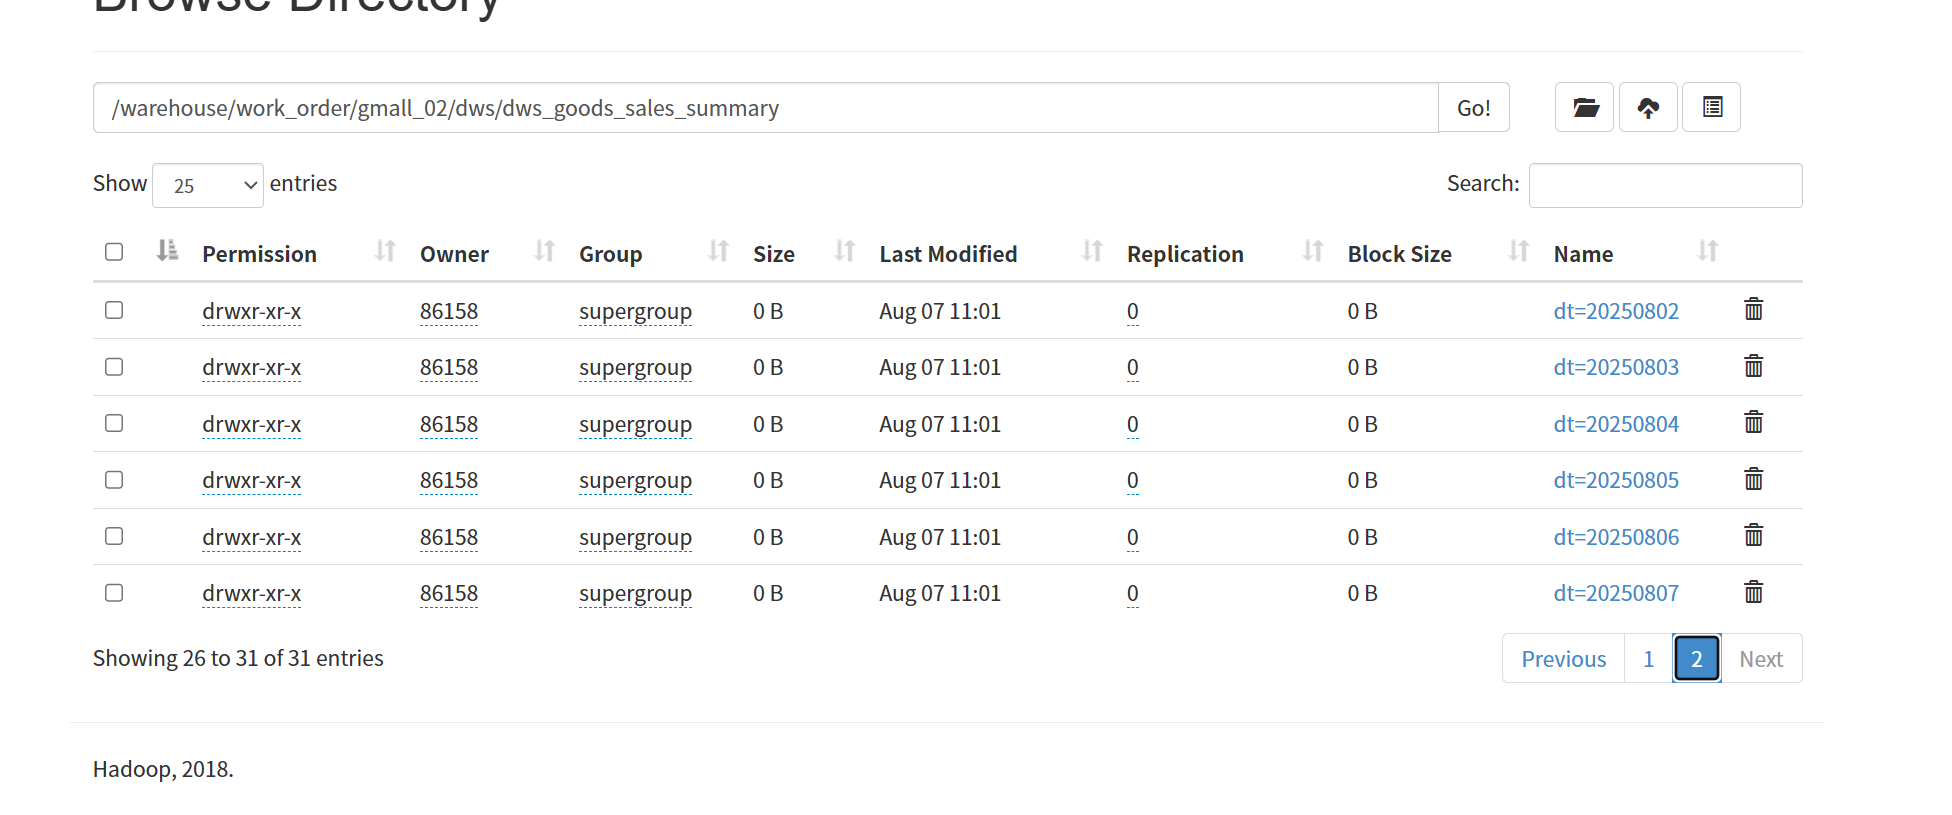 Browse Directory
/warehouse/work_order/gmall_02/dws/dws_goods_sales_summary Go!
Show 25 entries Search:
Permission Owner Group Size Last Modified Replication Block Size Name
drwxr-xr-x 86158 supergroup 0 B Aug 07 11:01 0 0 B dt=20250802
drwxr-xr-x 86158 supergroup 0 B Aug 07 11:01 0 0 B dt=20250803
drwxr-xr-x 86158 supergroup 0 B Aug 07 11:01 0 0 B dt=20250804
drwxr-xr-x 86158 supergroup 0 B Aug 07 11:01 0 0 B dt=20250805
drwxr-xr-x 86158 supergroup 0 B Aug 07 11:01 0 0 B dt=20250806
drwxr-xr-x 86158 supergroup 0 B Aug 07 11:01 0 0 B dt=20250807
Showing 26 to 31 of 31 entries Previous 1 2 Next
Hadoop, 2018.